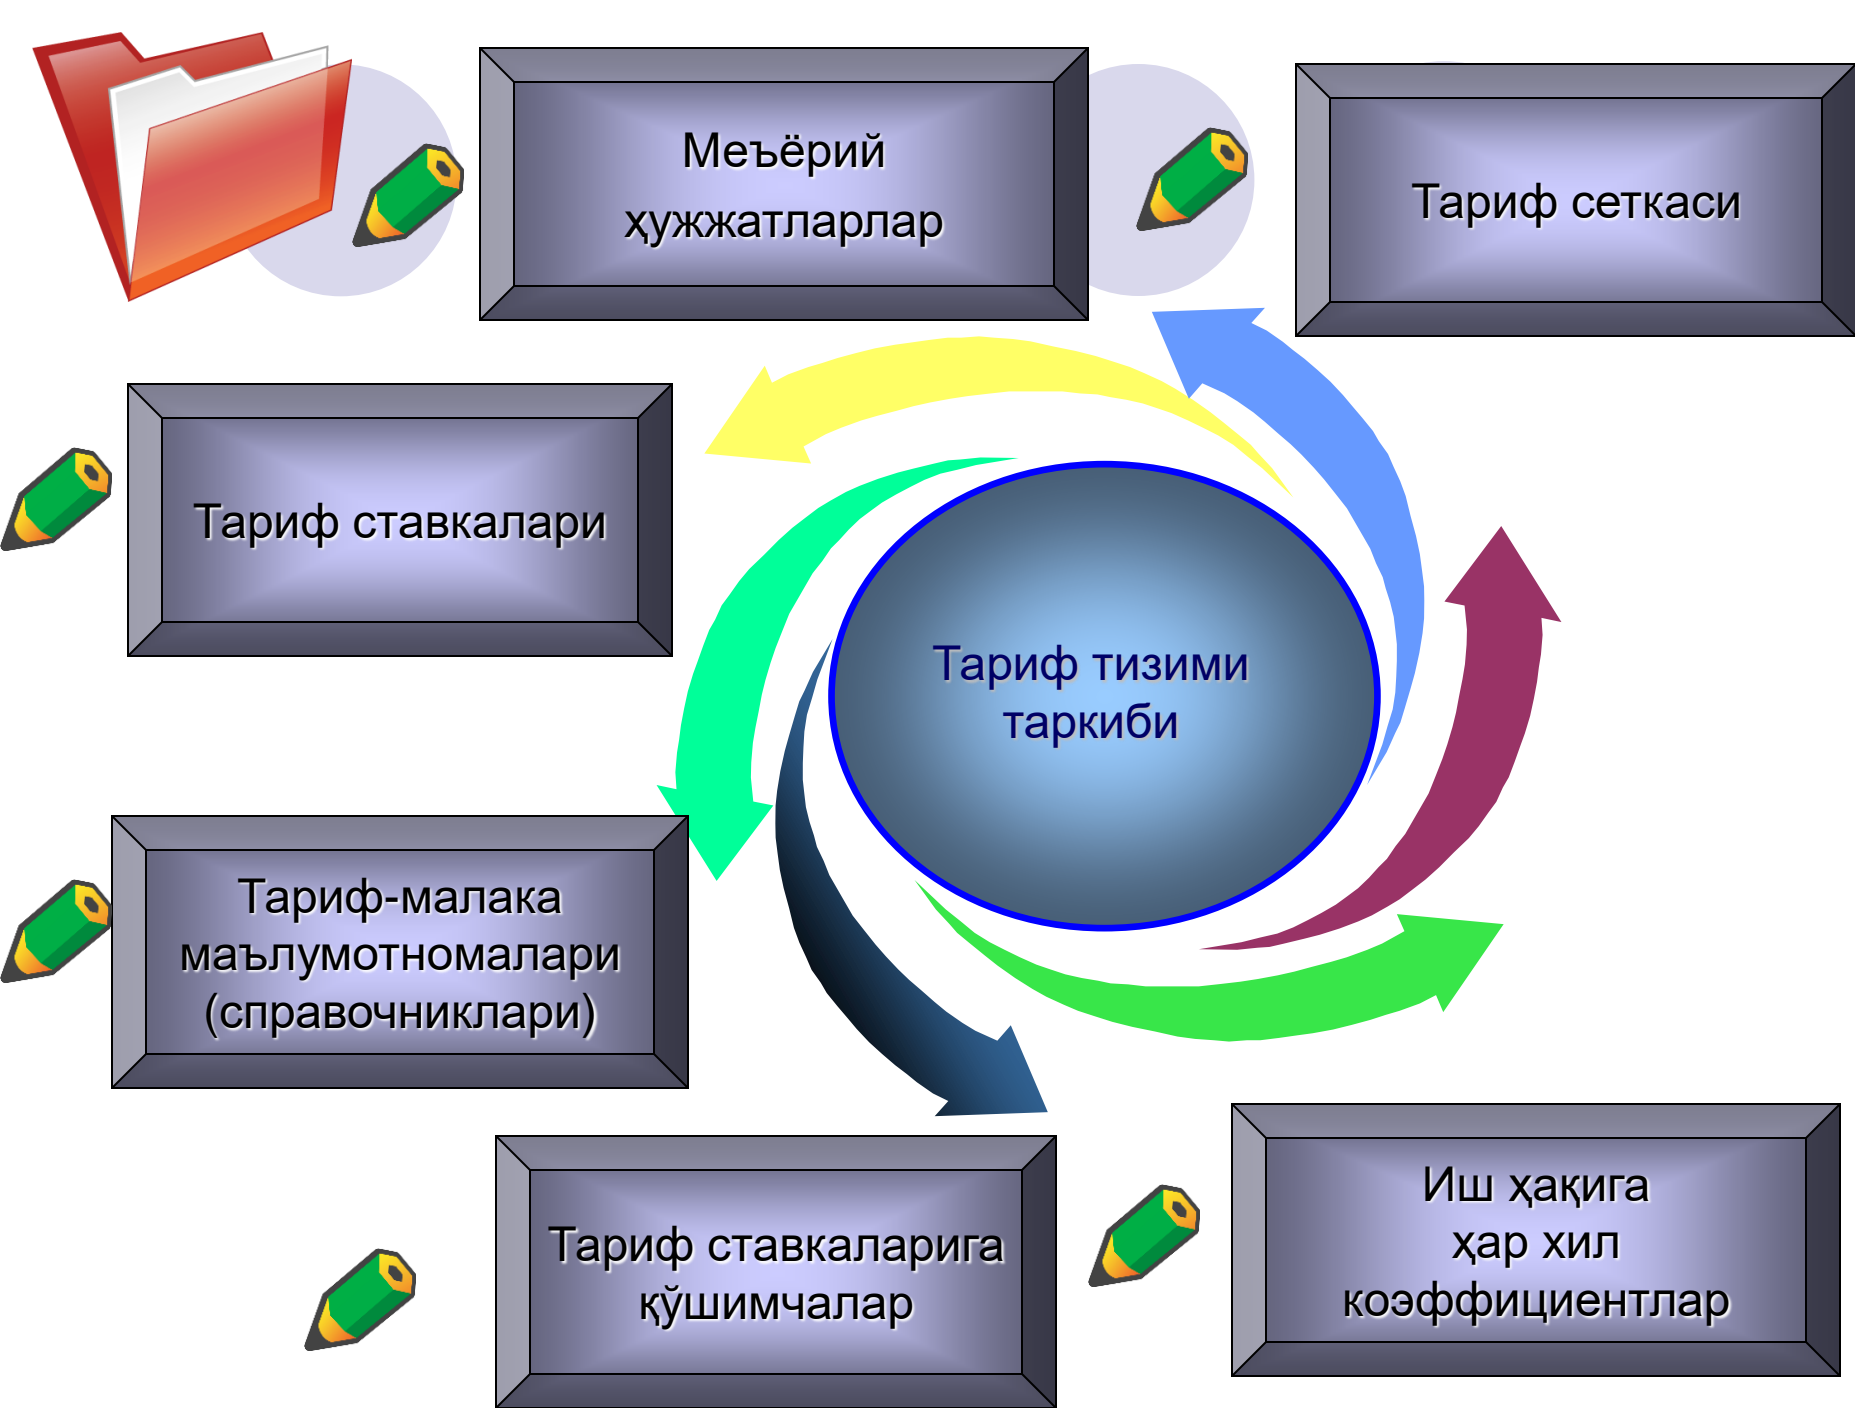 Меъёрий
ҳужжатларлар
Тариф сеткаси
Тариф ставкалари
Тариф тизими
таркиби
Тариф-малака
маълумотномалари
(справочниклари)
Тариф ставкаларига
қўшимчалар
Иш ҳақига
ҳар хил
коэффициентлар